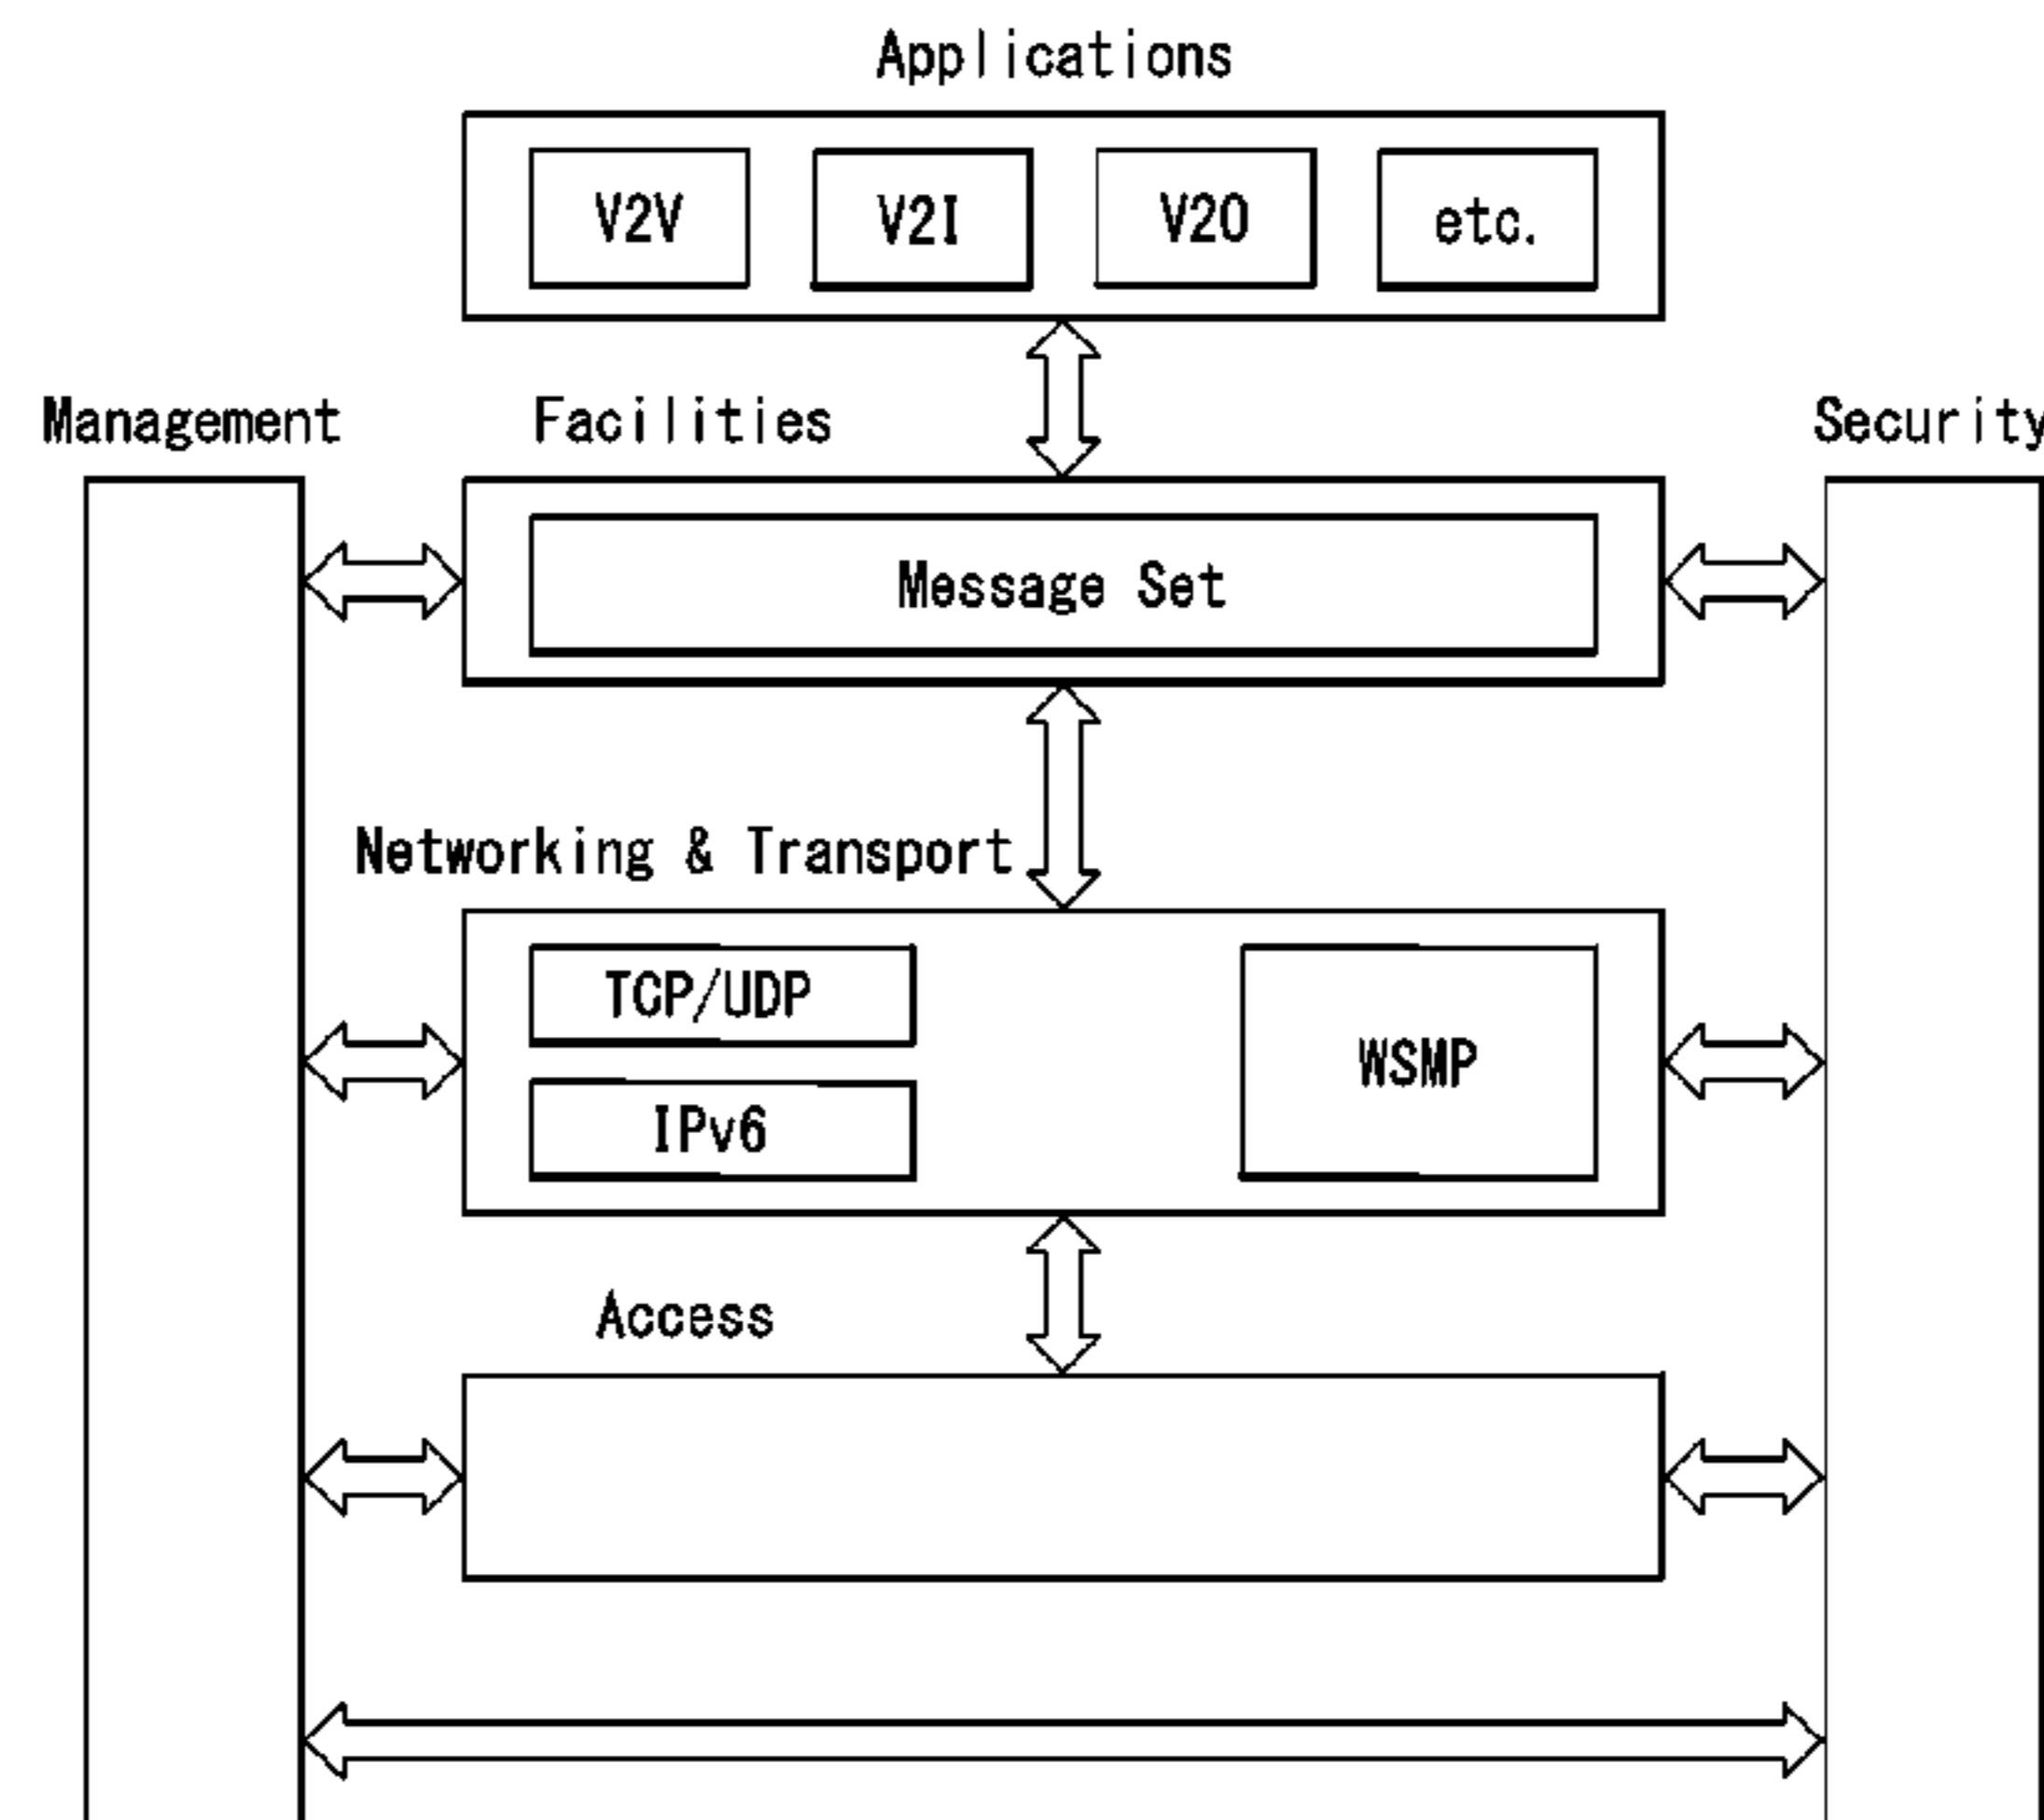 Applications
V2V V2I V2O etc.
Management Facilities Security
Message Set
Networking & Transport
TCP/UDP
WSMP
IPv6
Access